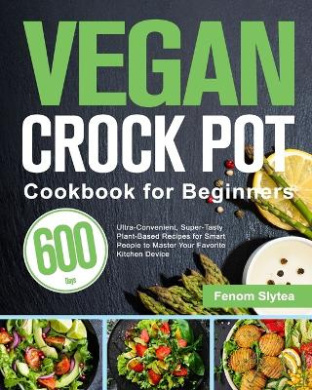 VEGAN
CROCK POT
Cookbook for Beginners
600
Days
Ultra-Convenient, Super-Tasty
Plant-Based Recipes for Smart
People to Master Your Favorite
Kitchen Device
Fenom Slytea